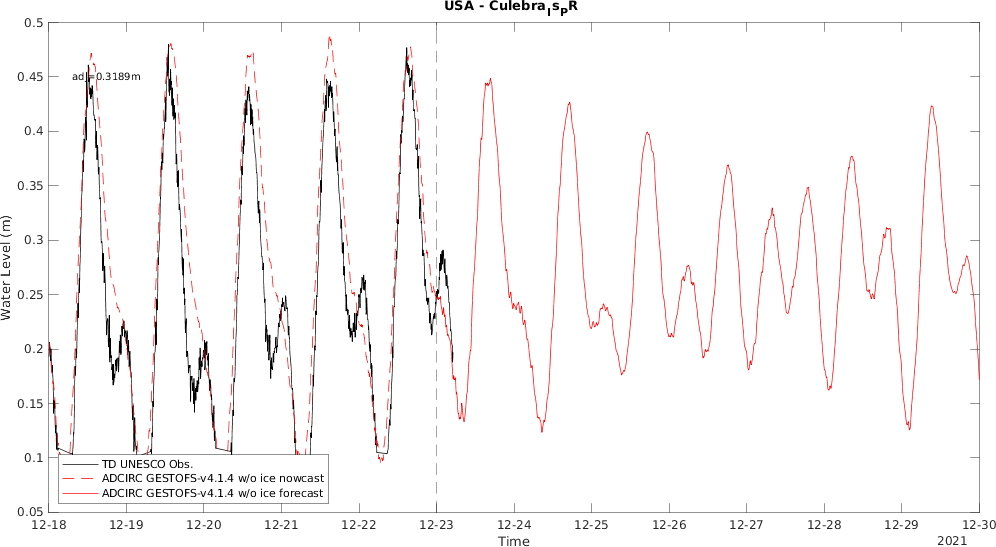 USA - Culebra_Is_PR
0.5
0.45
0.4
0.35
0.3
0.25
0.2
0.15
0.1
0.05
Water Level (m)
adj=0.3189m
TD UNESCO Obs.
ADCIRC GESTOFS-v4.1.4 w/o ice nowcast
ADCIRC GESTOFS-v4.1.4 w/o ice forecast
12-18 12-19 12-20 12-21 12-22 12-23 12-24 12-25 12-26 12-27 12-28 12-29 12-30
Time
2021